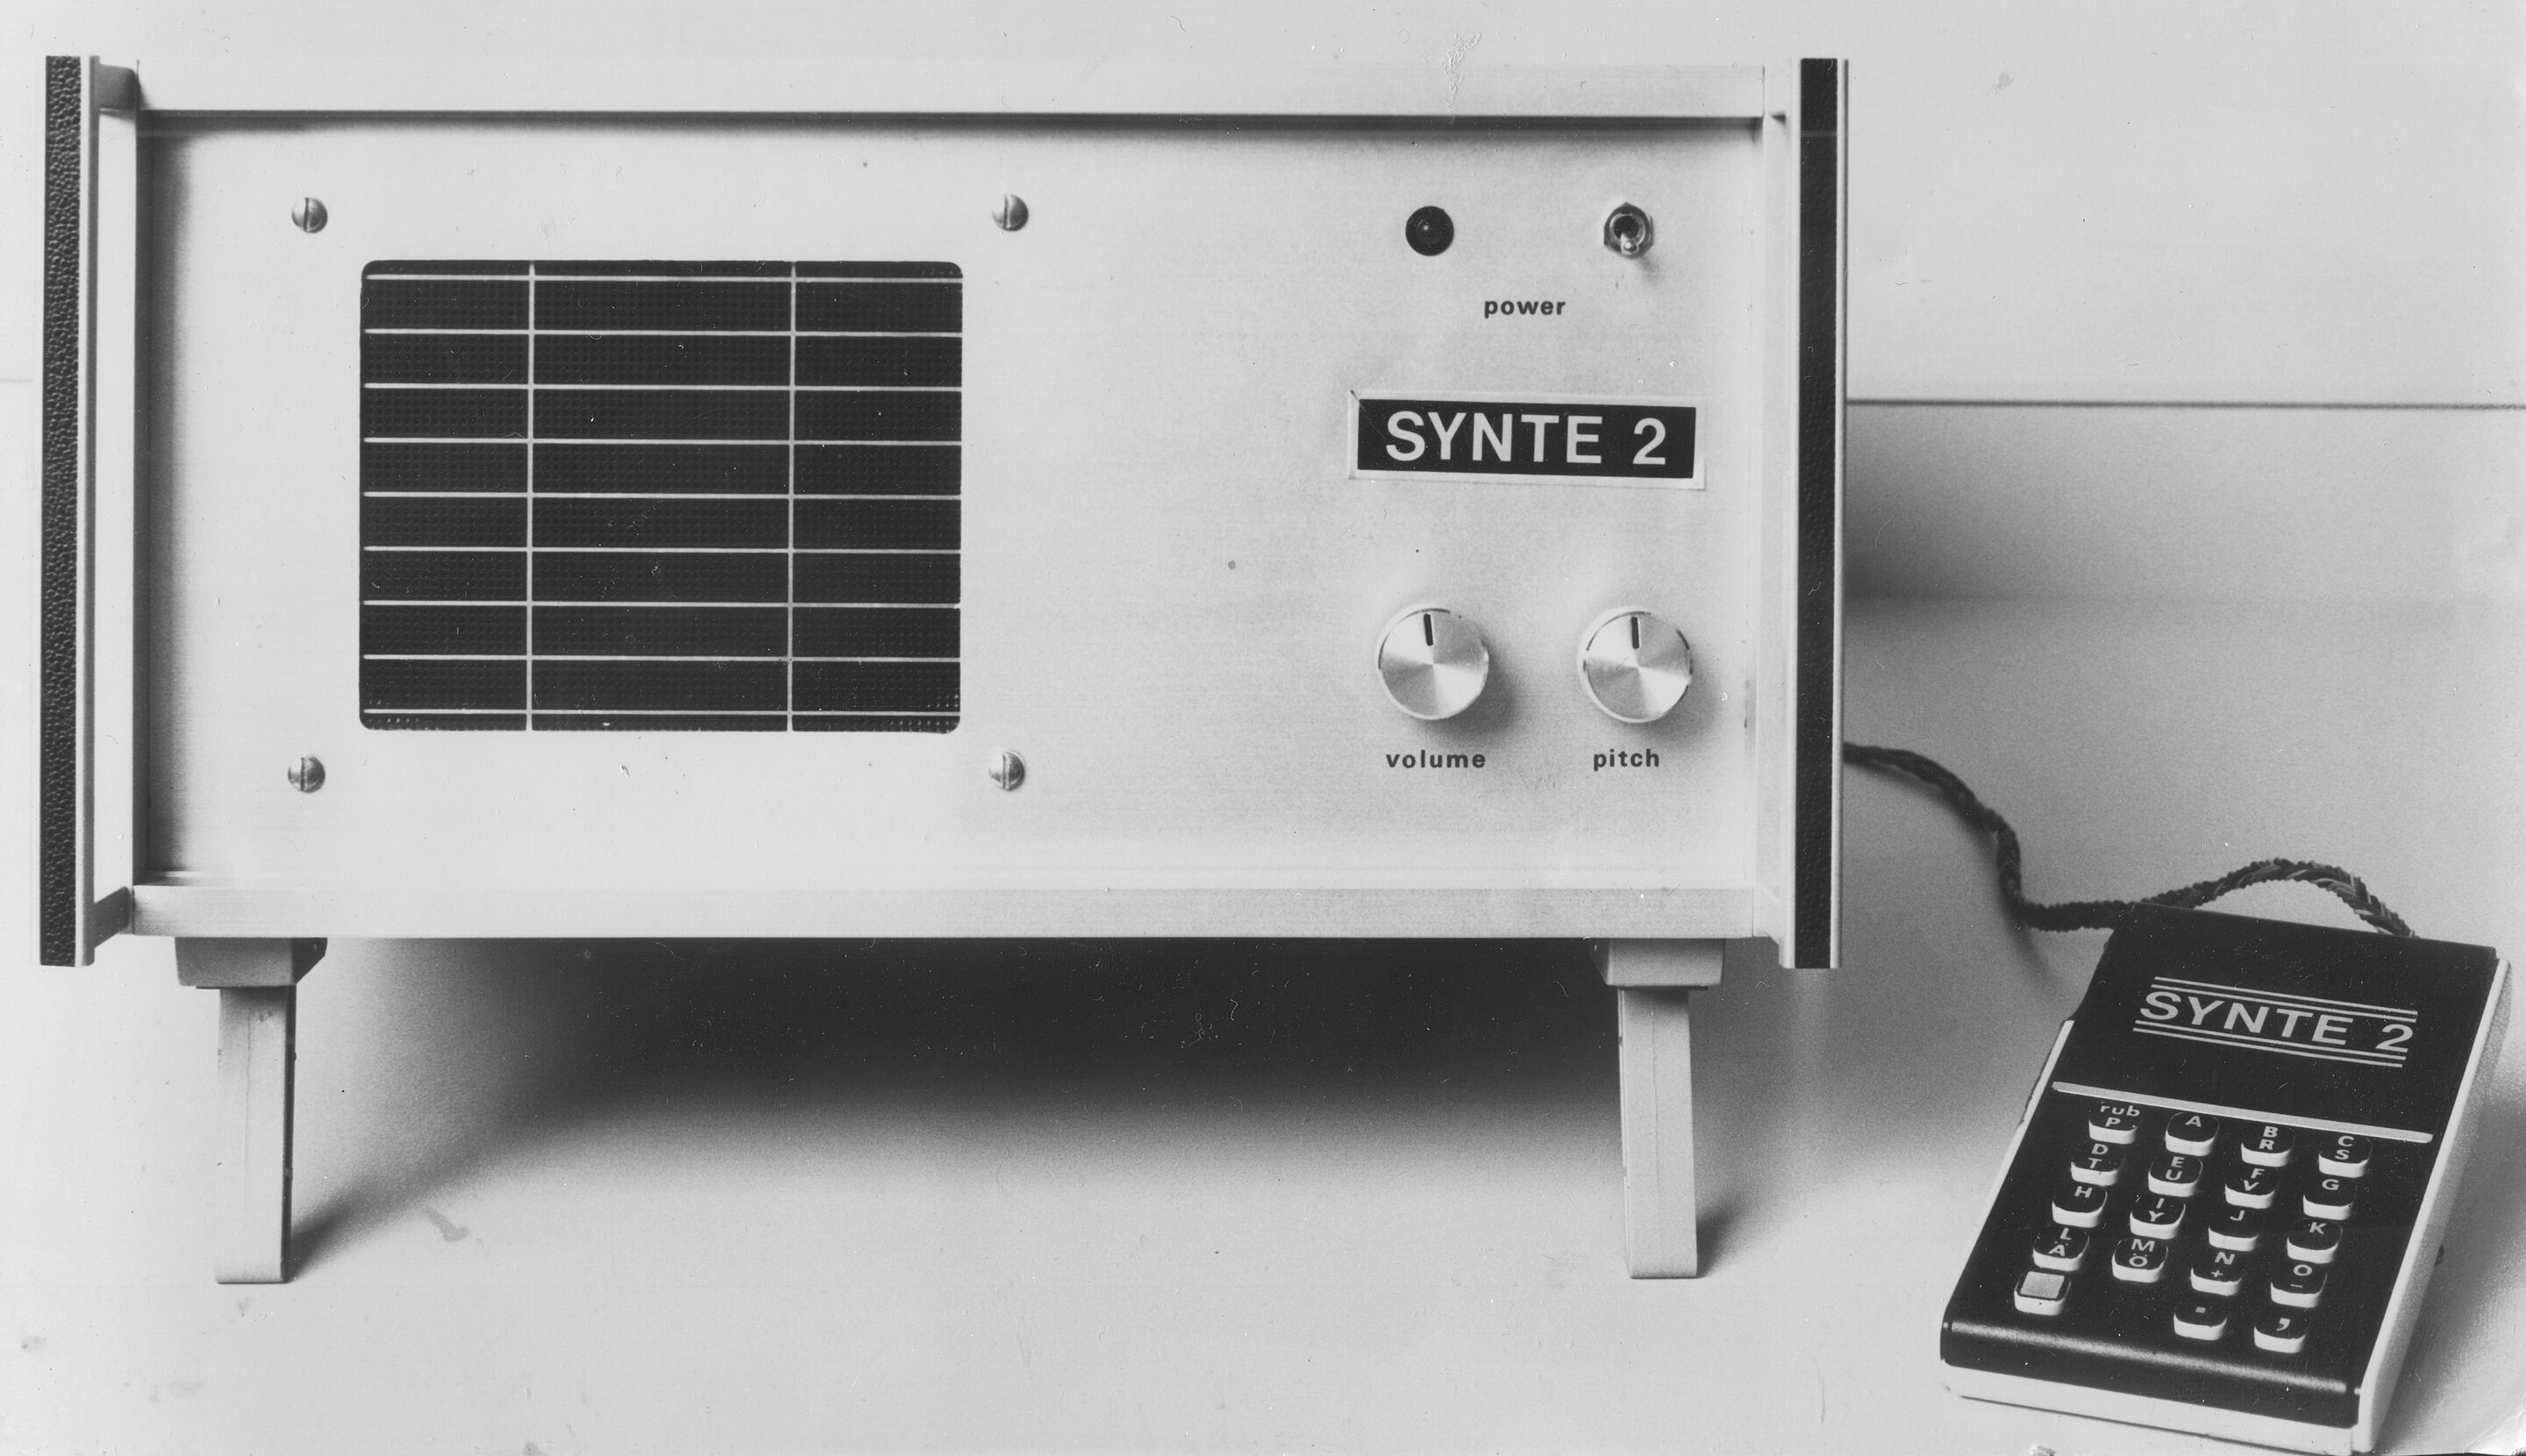 power
SYNTE 2
volume
pitch
SYNTE 2
rub
P
A
B
R
C
S
D
T
E
U
F
V
G
H
I
Y
J
K
L
Ä
M
Ö
N
+
O
-
.
,